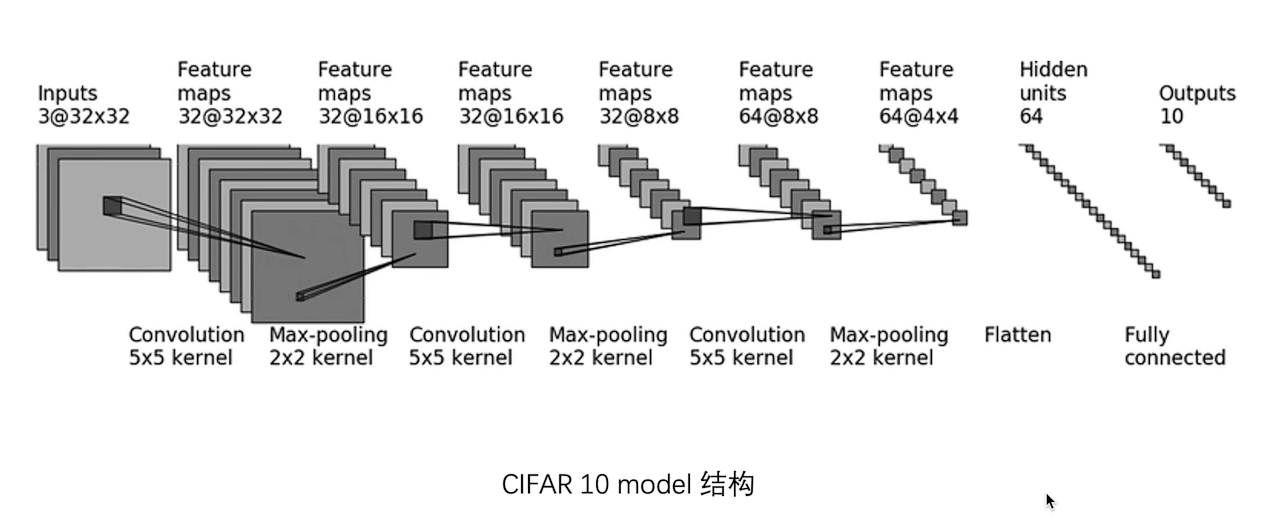 Inputs
3@32x32
Feature
maps
32@32x32
Feature
maps
32@16x16
Feature
maps
32@16x16
Feature
maps
32@8x8
Feature
maps
64@8x8
Feature
maps
64@4x4
Hidden
units
64
Outputs
10
Convolution
5x5 kernel
Max-pooling
2x2 kernel
Convolution
5x5 kernel
Max-pooling
2x2 kernel
Convolution
5x5 kernel
Max-pooling
2x2 kernel
Flatten
Fully
connected
CIFAR 10 model 结构